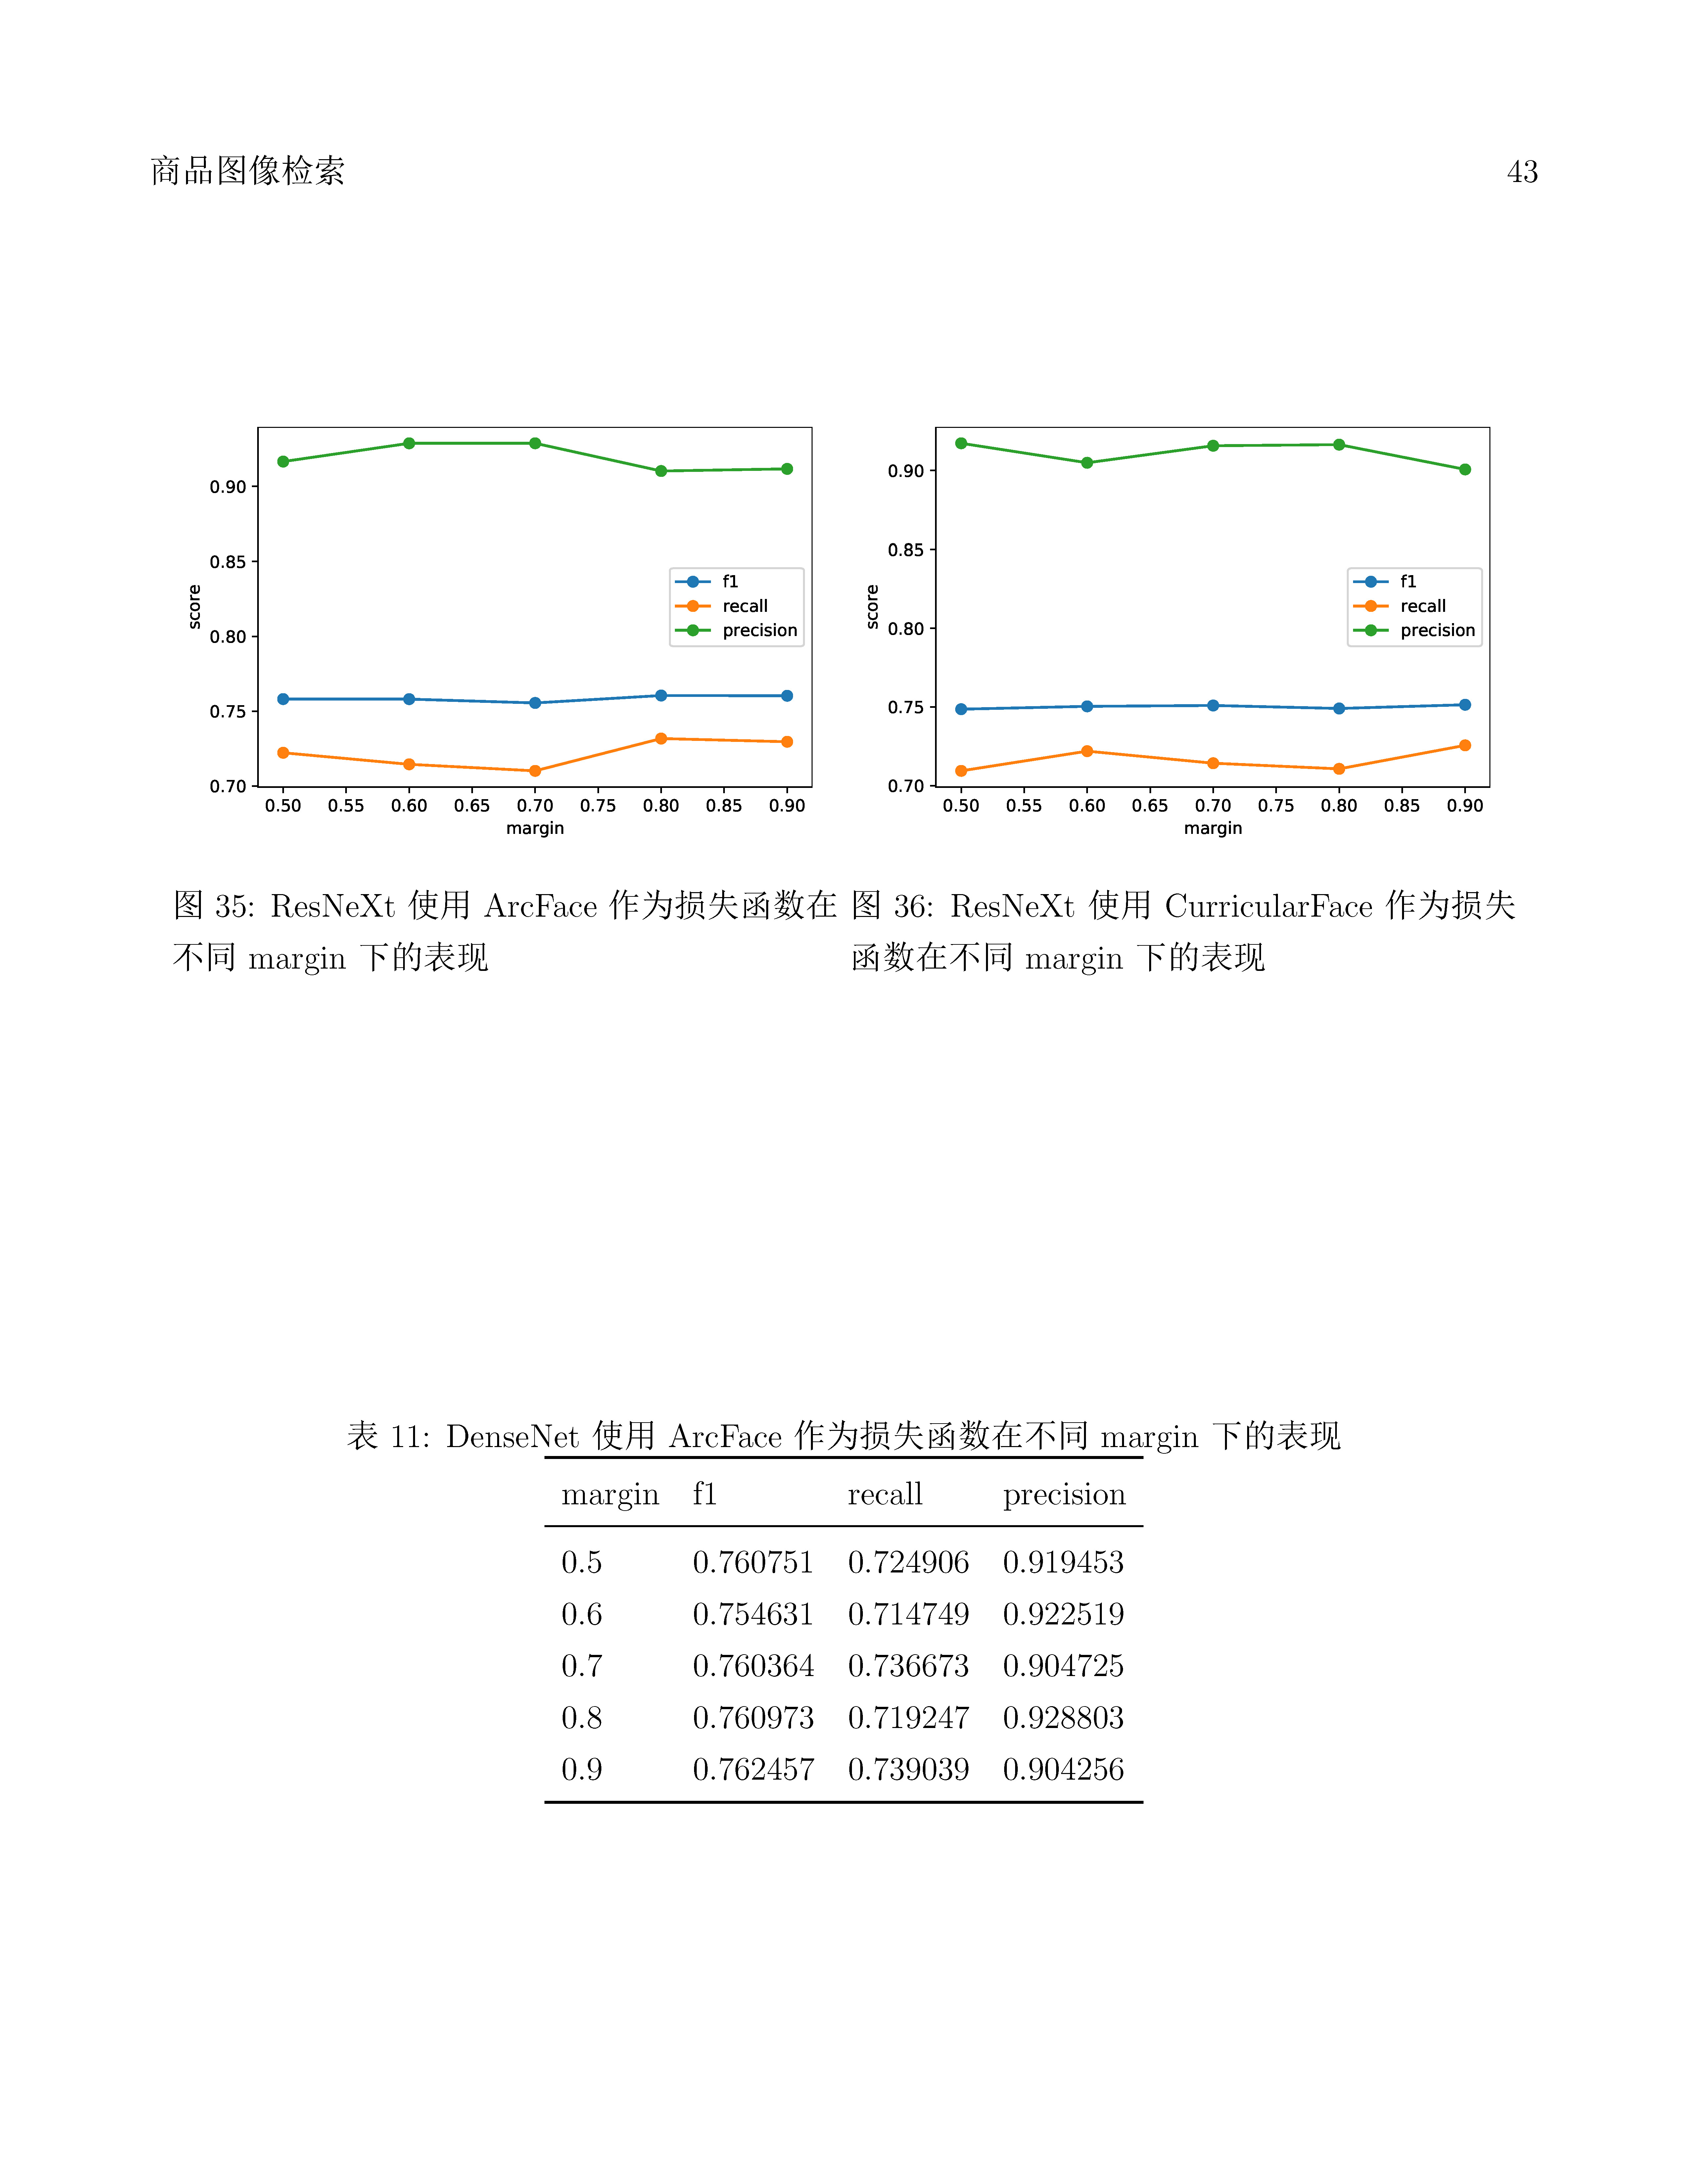 商品图像检索 43
0.90
0.85
0.80
0.75
0.70
score
f1
recall
precision
0.50 0.55 0.60 0.65 0.70 0.75 0.80 0.85 0.90
margin
0.90
0.85
0.80
0.75
0.70
score
f1
recall
precision
0.50 0.55 0.60 0.65 0.70 0.75 0.80 0.85 0.90
margin
图 35: ResNeXt 使用 ArcFace 作为损失函数在
不同 margin 下的表现
图 36: ResNeXt 使用 CurricularFace 作为损失
函数在不同 margin 下的表现
表 11: DenseNet 使用 ArcFace 作为损失函数在不同 margin 下的表现
margin f1 recall precision
0.5 0.760751 0.724906 0.919453
0.6 0.754631 0.714749 0.922519
0.7 0.760364 0.736673 0.904725
0.8 0.760973 0.719247 0.928803
0.9 0.762457 0.739039 0.904256